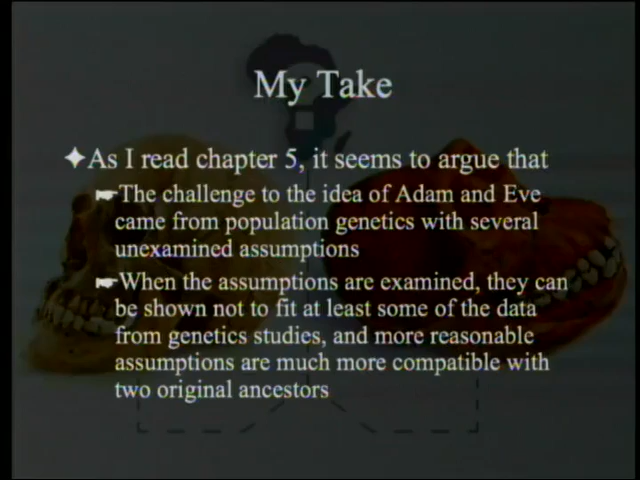 My Take
As I read chapter 5, it seems to argue that
The challenge to the idea of Adam and Eve
came from population genetics with several
unexamined assumptions
When the assumptions are examined, they can
be shown not to fit at least some of the data
from genetics studies, and more reasonable
assumptions are much more compatible with
two original ancestors